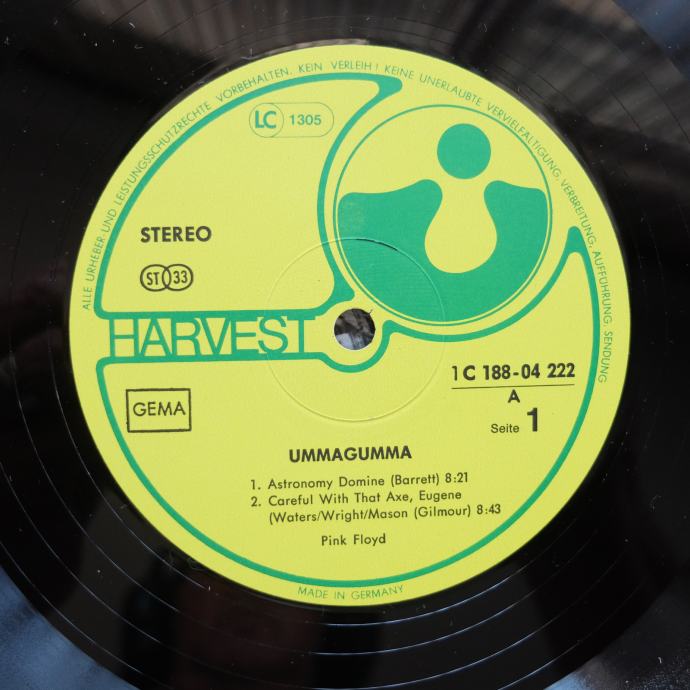 ALLE URHEBER- UND LEISTUNGSSCHUTZRECHTE VORBEHALTEN. KEIN VERLEIH! KEINE UNERLAUBTE VERVIELFÄLTIGUNG, VERBREITUNG, AUFFÜHRUNG, SENDUNG
LC 1305
STEREO
ST 33
HARVEST
1 C 188-04 222
A
GEMA
Seite 1
UMMAGUMMA
1. Astronomy Domine (Barrett) 8:21
2. Careful With That Axe, Eugene
(Waters/Wright/Mason (Gilmour) 8:43
Pink Floyd
MADE IN GERMANY